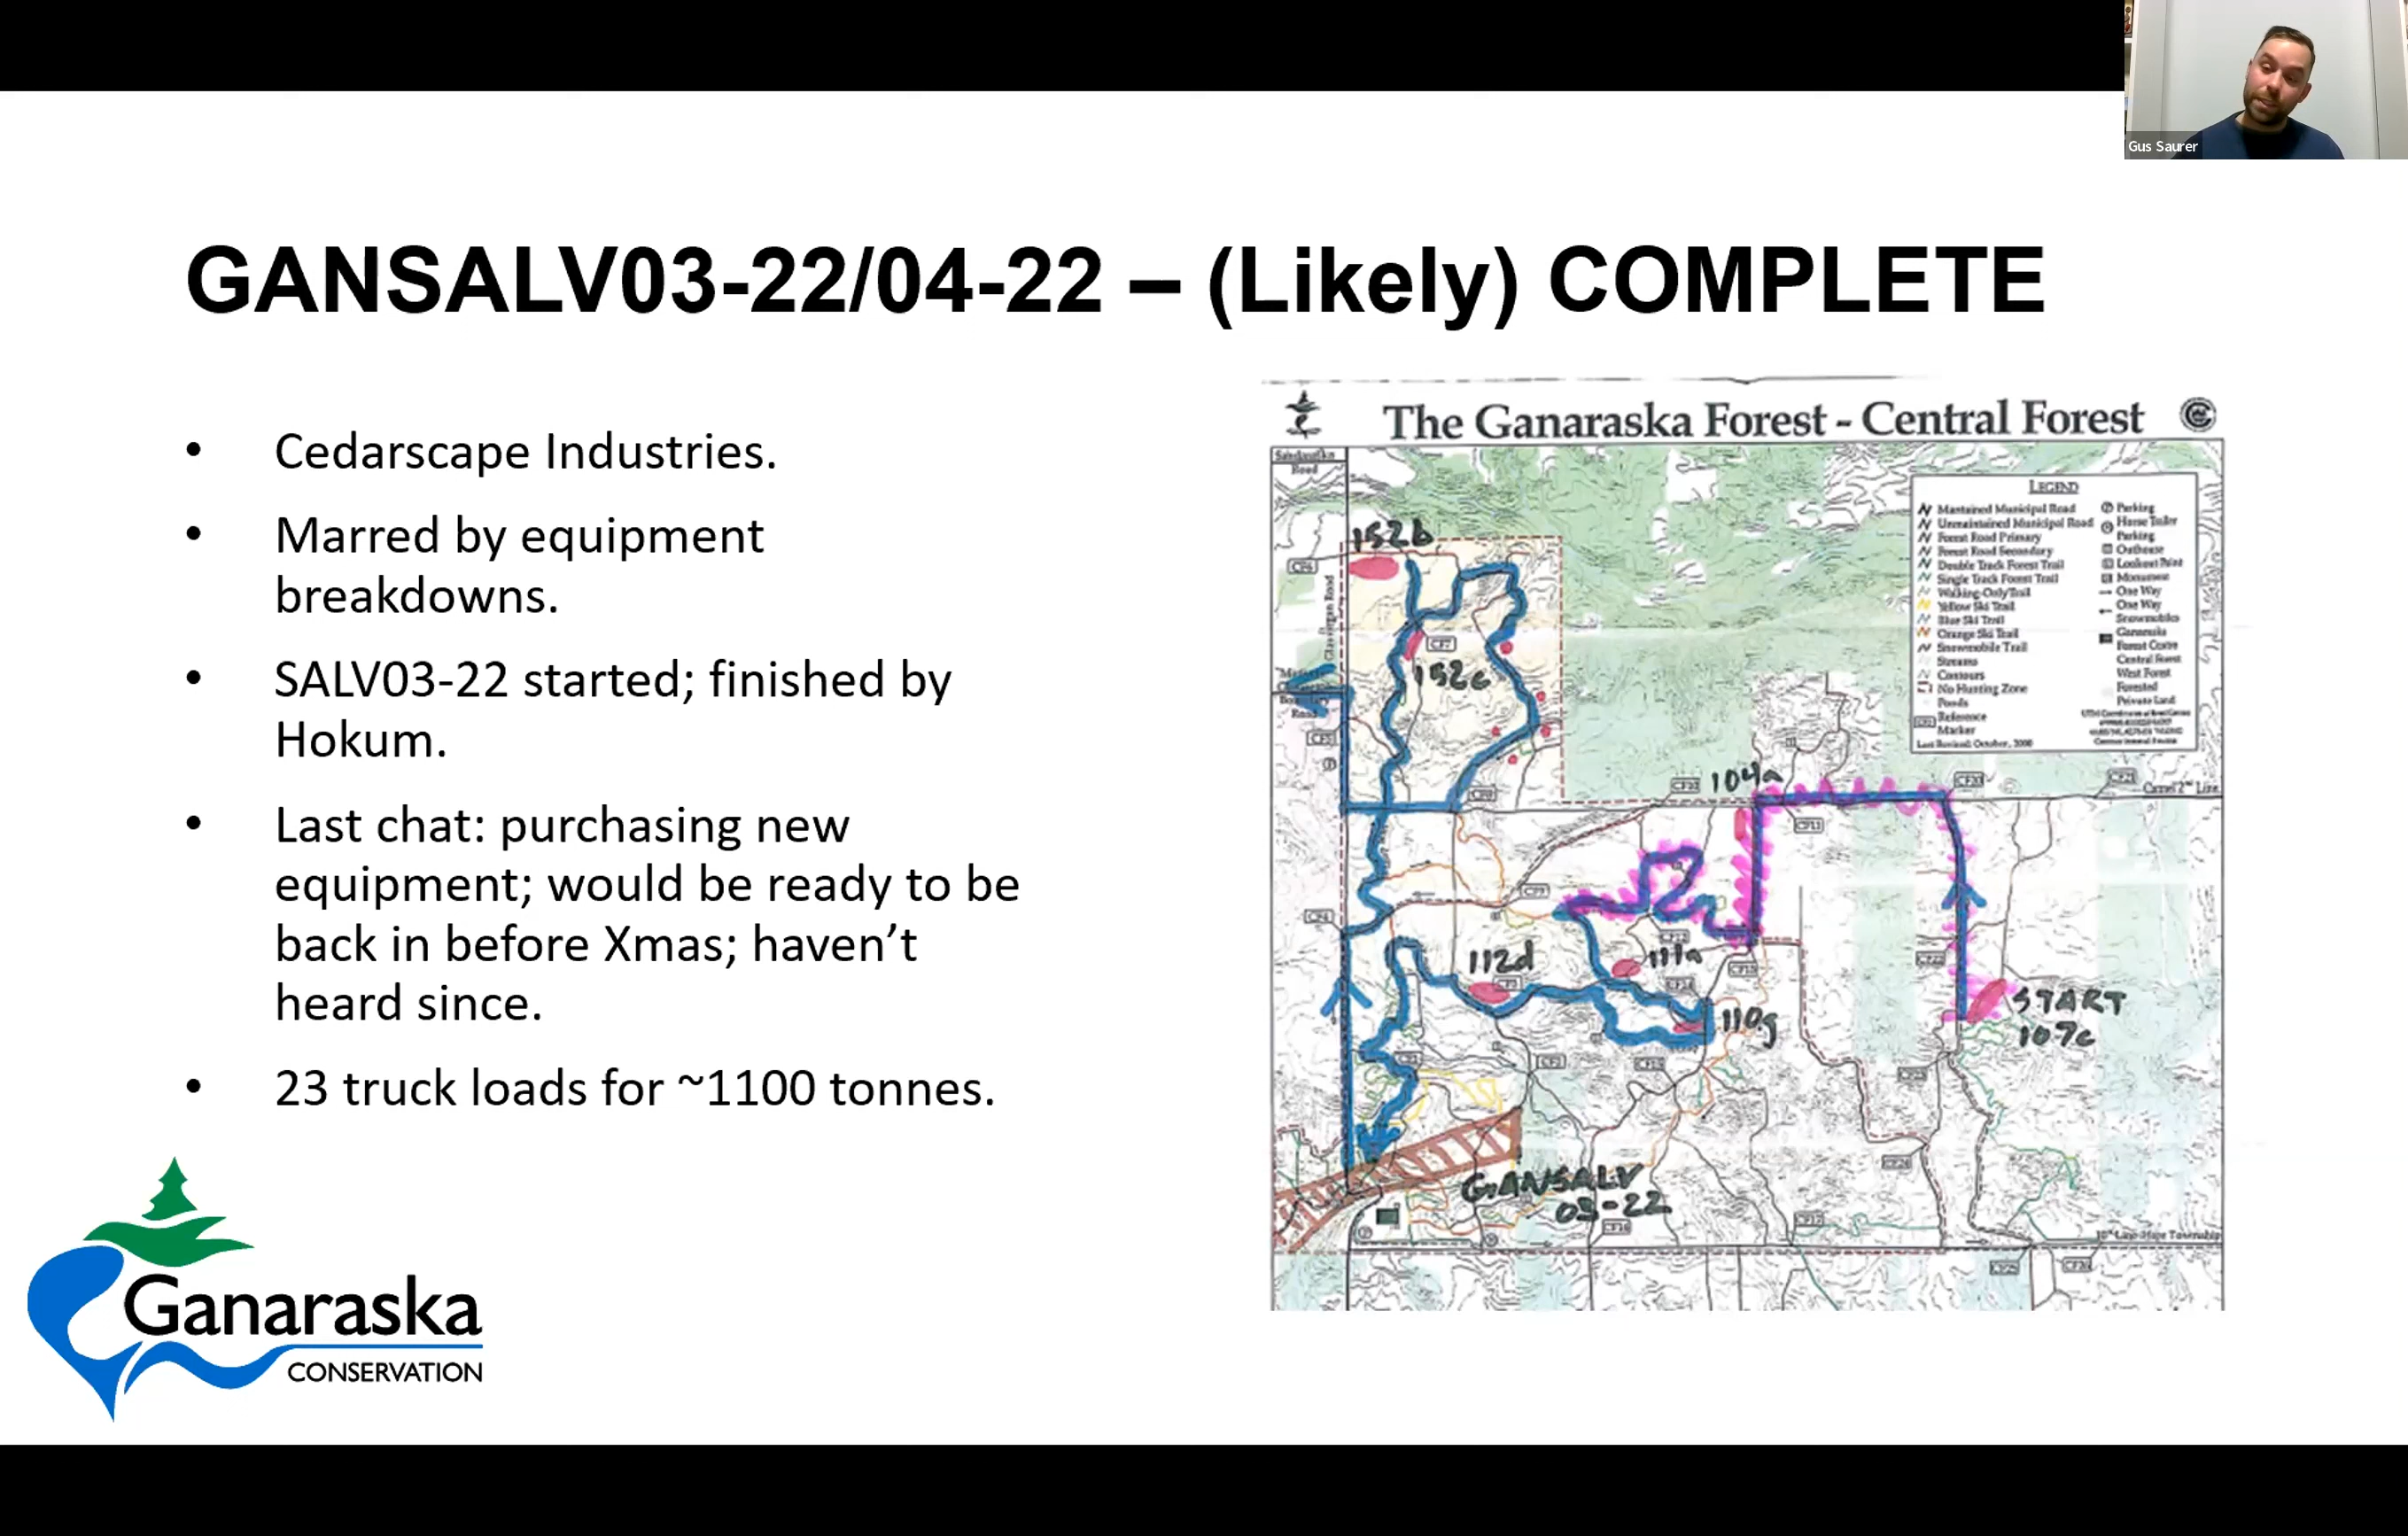 Gus Saurer
GANSALV03-22/04-22 – (Likely) COMPLETE
• Cedarscape Industries.
• Marred by equipment
breakdowns.
• SALV03-22 started; finished by
Hokum.
• Last chat: purchasing new
equipment; would be ready to be
back in before Xmas; haven’t
heard since.
• 23 truck loads for ~1100 tonnes.
Ganaraska
CONSERVATION
The Ganaraska Forest - Central Forest
LEGEND
Maintained Municipal Road
Unmaintained Municipal Road
Forest Road Primary
Forest Road Secondary
Double Track Forest Trail
Single Track Forest Trail
Walking Only Trail
Yellow Ski Trail
Blue Ski Trail
Orange Ski Trail
Snowmobile Trail
Streams
Contours
No Hunting Zone
Ponds
Reference
Marker
Parking
Horse Trailer
Parking
Outhouse
Lookout Point
Monument
One Way
One Way
Snowmobiles
Ganaraska
Forest Centre
Central Forest
West Forest
Forested
Private Land
152b
CF7
152c
104a
112d
111a
110g
START
107c
GANSALV
03-22